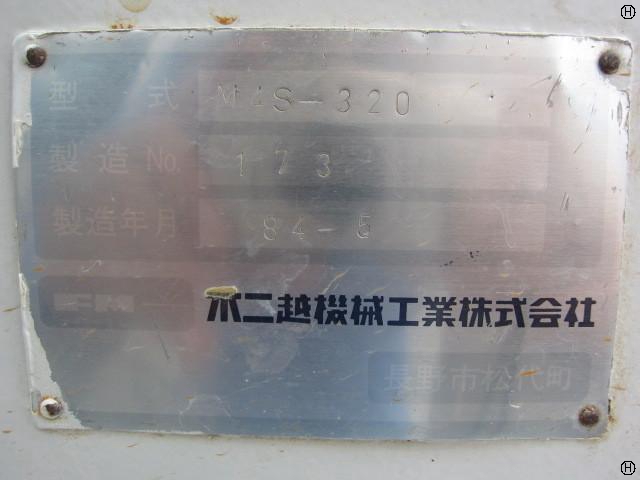 型式 M4S-320
製造No. 173
製造年月 84-5
不二越機械工業株式会社
長野市松代町